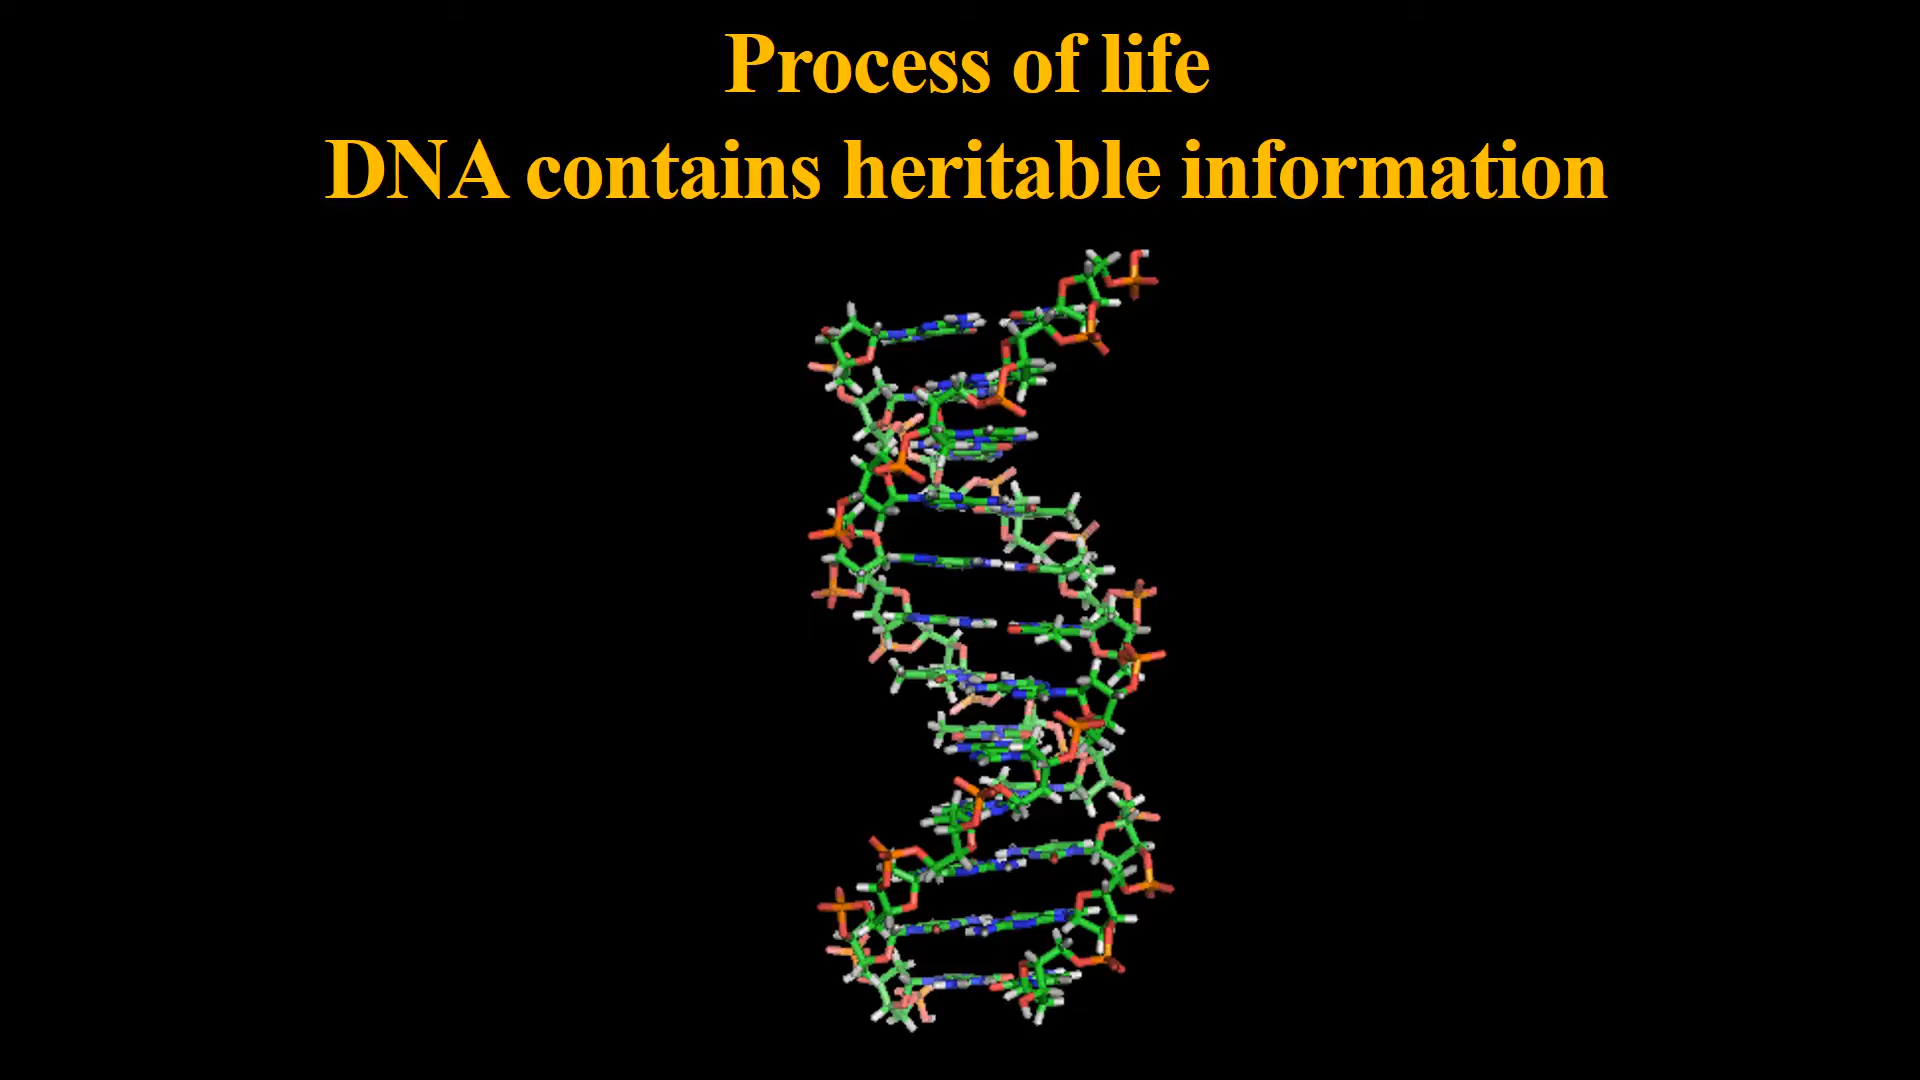 Process of life
DNA contains heritable information